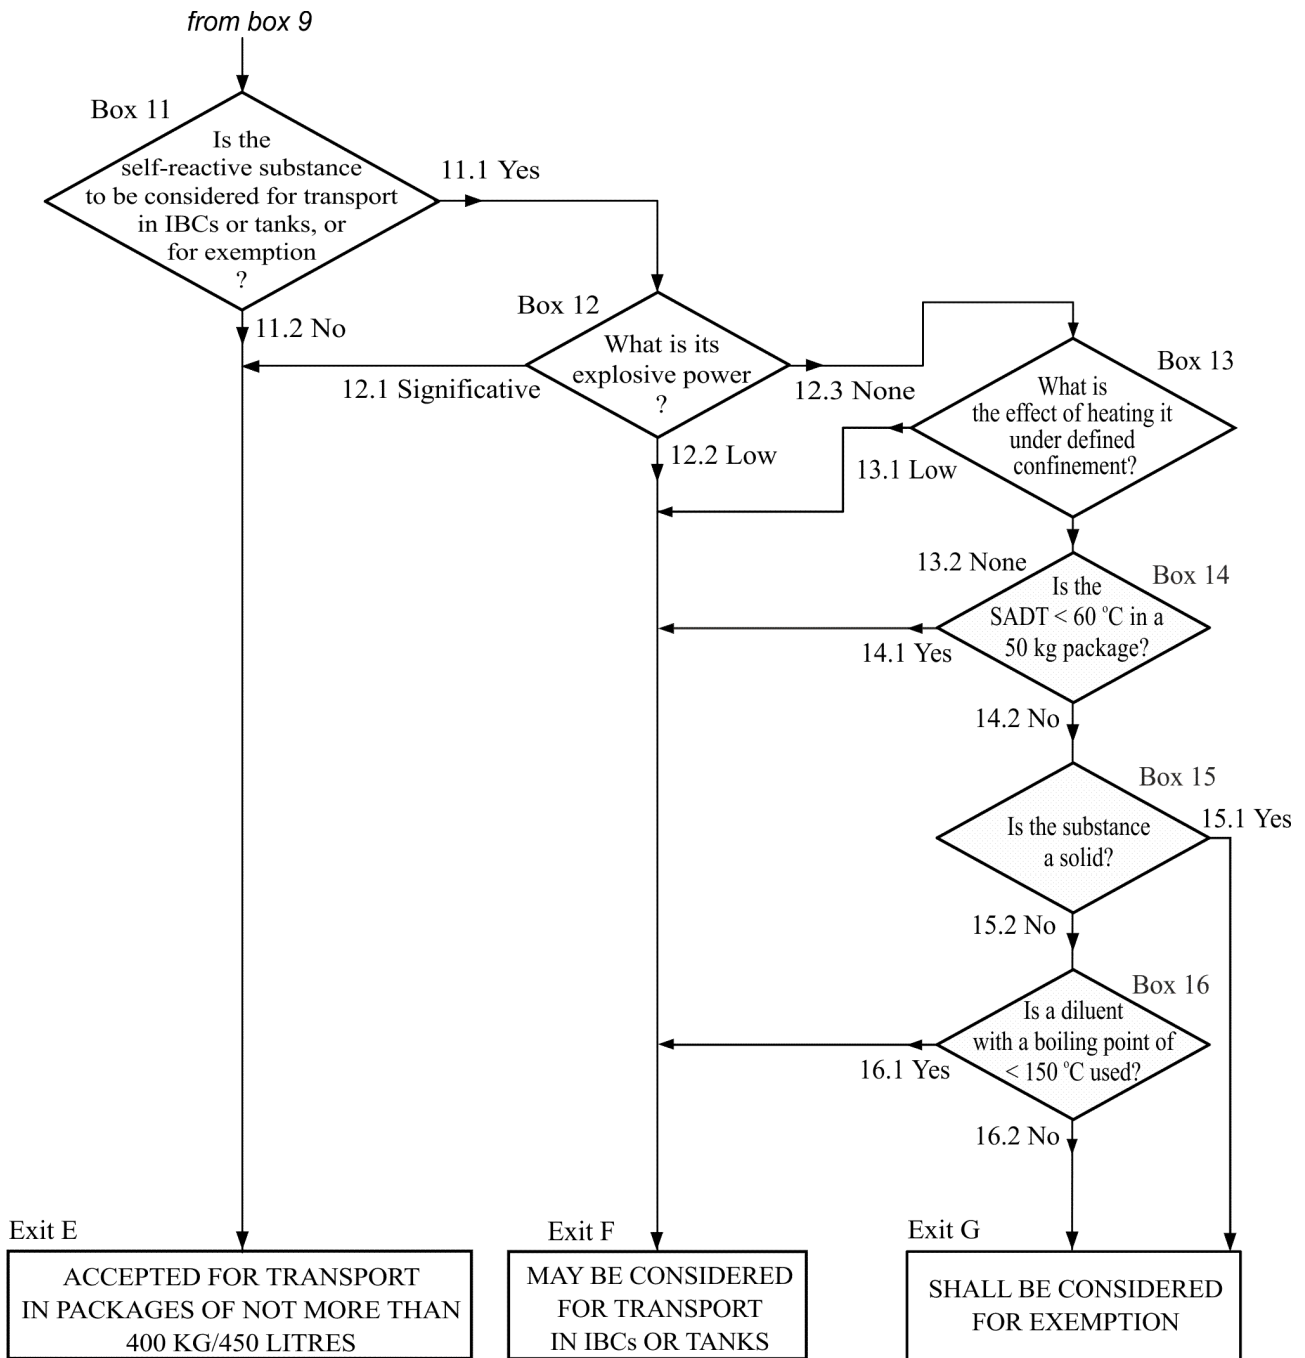 from box 9
Box 11
Is the
self-reactive substance
to be considered for transport
in IBCs or tanks, or
for exemption
?
11.1 Yes
11.2 No
Box 12
What is its
explosive power
?
12.1 Significative
12.3 None
12.2 Low
Box 13
What is
the effect of heating it
under defined
confinement?
13.1 Low
13.2 None
Box 14
Is the
SADT < 60 °C in a
50 kg package?
14.1 Yes
14.2 No
Box 15
Is the substance
a solid?
15.1 Yes
15.2 No
Box 16
Is a diluent
with a boiling point of
< 150 °C used?
16.1 Yes
16.2 No
Exit E
ACCEPTED FOR TRANSPORT
IN PACKAGES OF NOT MORE THAN
400 KG/450 LITRES
Exit F
MAY BE CONSIDERED
FOR TRANSPORT
IN IBCs OR TANKS
Exit G
SHALL BE CONSIDERED
FOR EXEMPTION